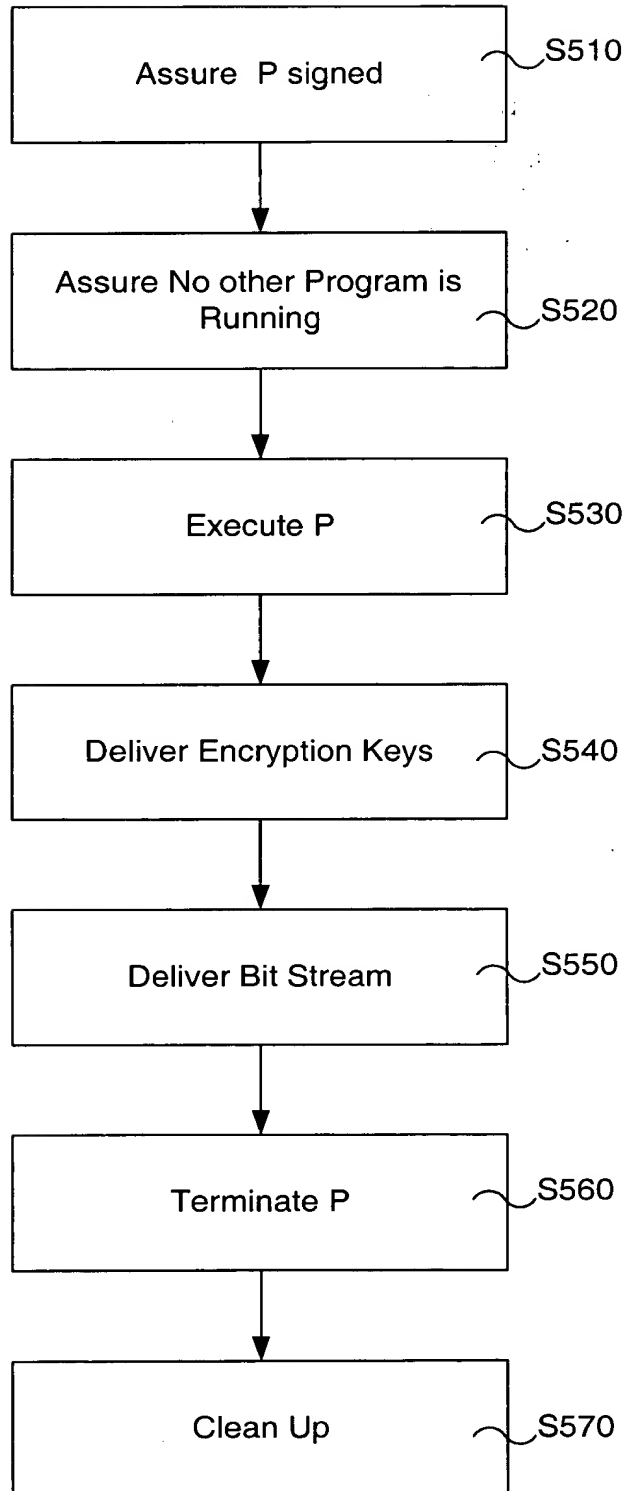 Assure P signed
S510
Assure No other Program is
Running
S520
Execute P
S530
Deliver Encryption Keys
S540
Deliver Bit Stream
S550
Terminate P
S560
Clean Up
S570